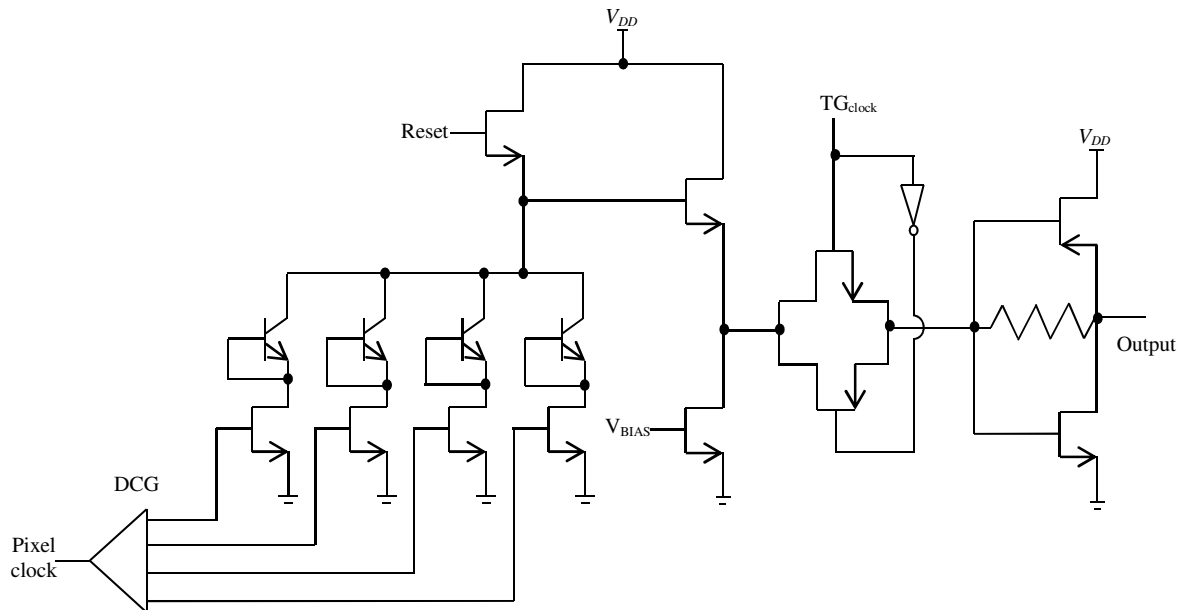 V_DD
TG_clock
Reset
V_DD
Output
V_BIAS
DCG
Pixel
clock